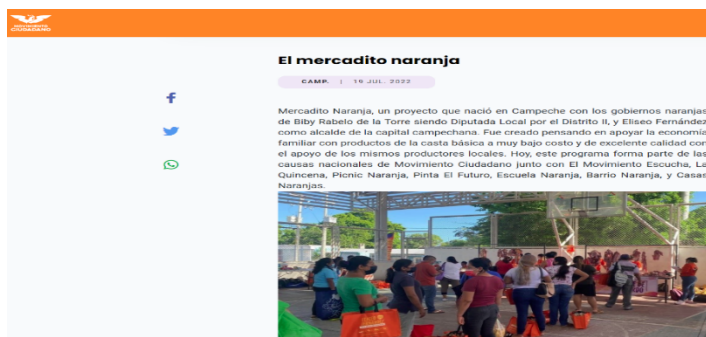 MOVIMIENTO
CIUDADANO
El mercadito naranja
CAMP. | 19 JUL. 2022
Mercadito Naranja, un proyecto que nació en Campeche con los gobiernos naranjas
de Biby Rabelo de la Torre siendo Diputada Local por el Distrito II, y Eliseo Fernández
como alcalde de la capital campechana. Fue creado pensando en apoyar la economía
familiar con productos de la casta básica a muy bajo costo y de excelente calidad con
el apoyo de los mismos productores locales. Hoy, este programa forma parte de las
causas nacionales de Movimiento Ciudadano junto con El Movimiento Escucha, La
Quincena, Picnic Naranja, Pinta El Futuro, Escuela Naranja, Barrio Naranja, y Casas
Naranjas.